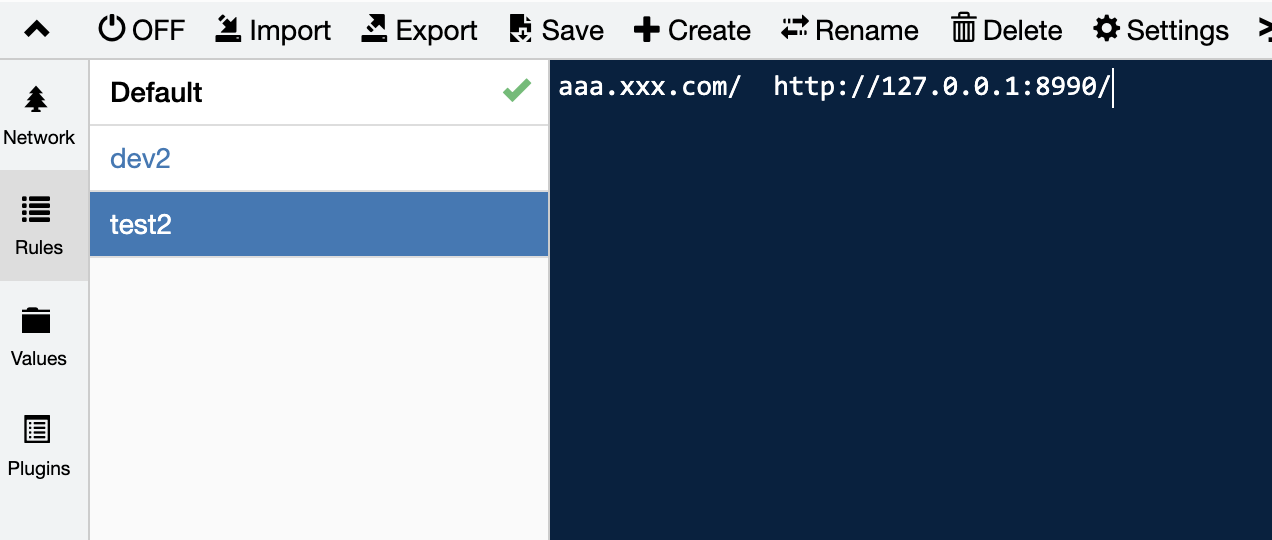 OFF Import Export Save Create Rename Delete Settings
Network
Rules
Values
Plugins
Default
dev2
test2
aaa.xxx.com/  http://127.0.0.1:8990/